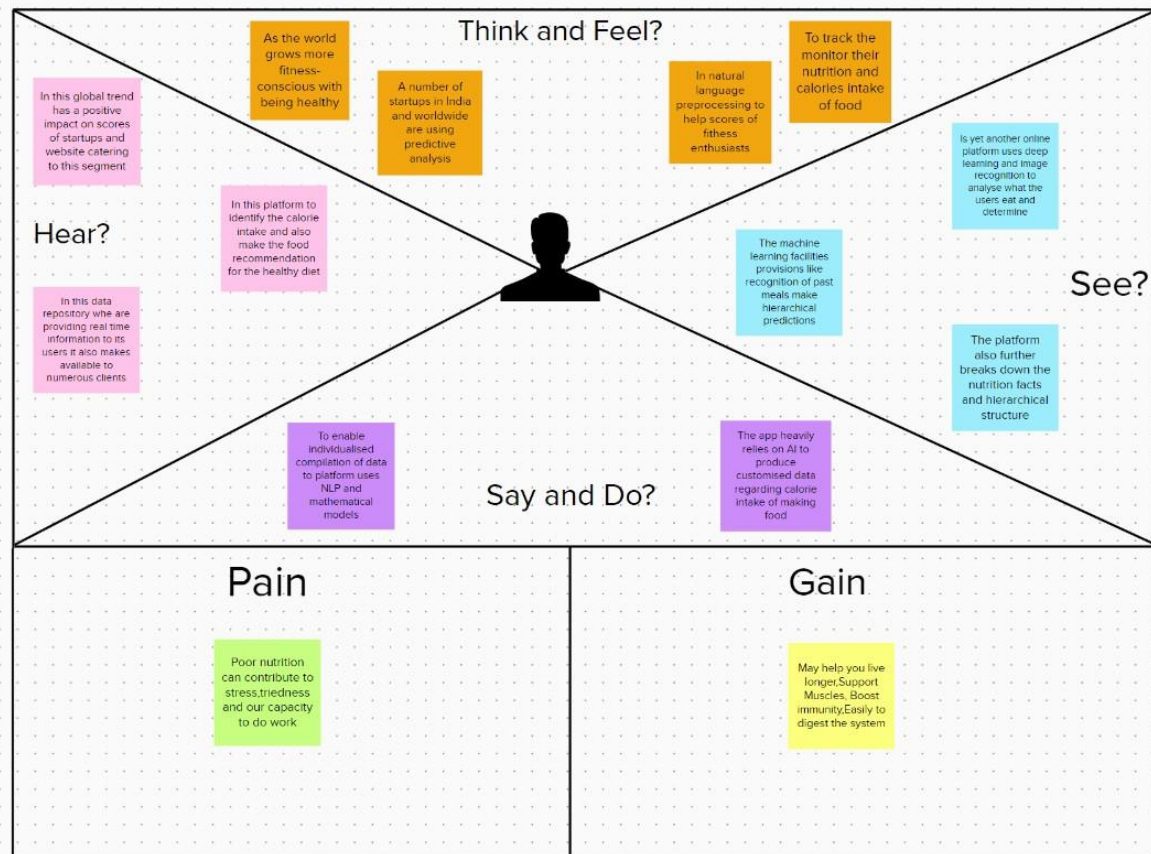 Think and Feel?
As the world
grows more
fitness-
conscious with
being healthy
A number of
startups in India
and worldwide
are using
predictive
analysis
In natural
language
preprocessing to
help scores of
fithess
enthusiasts
To track the
monitor their
nutrition and
calories intake
of food
Hear?
In this global trend
has a positive
impact on scores
of startups and
website catering
to this segment
In this platform to
identify the calorie
intake and also
make the food
recommendation
for the healthy diet
In this data
repository whe are
providing real time
information to its
users it also makes
available to
numerous clients
See?
Is yet another online
platform uses deep
learning and image
recognition to
analyse what the
users eat and
determine
The machine
learning facilities
provisions like
recognition of past
meals make
hierarchical
predictions
The platform
also further
breaks down the
nutrition facts
and hierarchical
structure
Say and Do?
To enable
individualised
compilation of data
to platform uses
NLP and
mathematical
models
The app heavily
relies on AI to
produce
customised data
regarding calorie
intake of making
food
Pain
Poor nutrition
can contribute to
stress,triedness
and our capacity
to do work
Gain
May help you live
longer,Support
Muscles, Boost
immunity,Easily to
digest the system